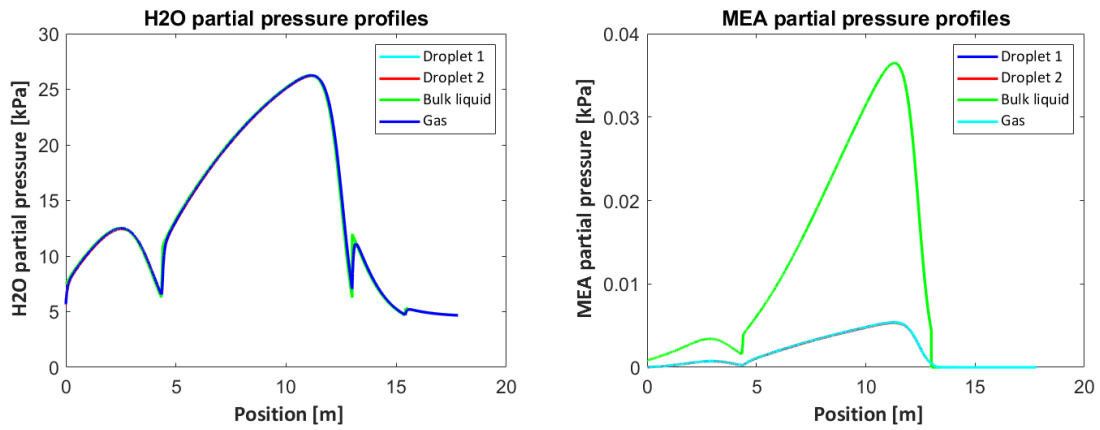 H2O partial pressure profiles
30
25
20
15
10
5
0
H2O partial pressure [kPa]
Droplet 1
Droplet 2
Bulk liquid
Gas
0 5 10 15 20
Position [m]
MEA partial pressure profiles
0.04
0.03
0.02
0.01
0
MEA partial pressure [kPa]
Droplet 1
Droplet 2
Bulk liquid
Gas
0 5 10 15 20
Position [m]